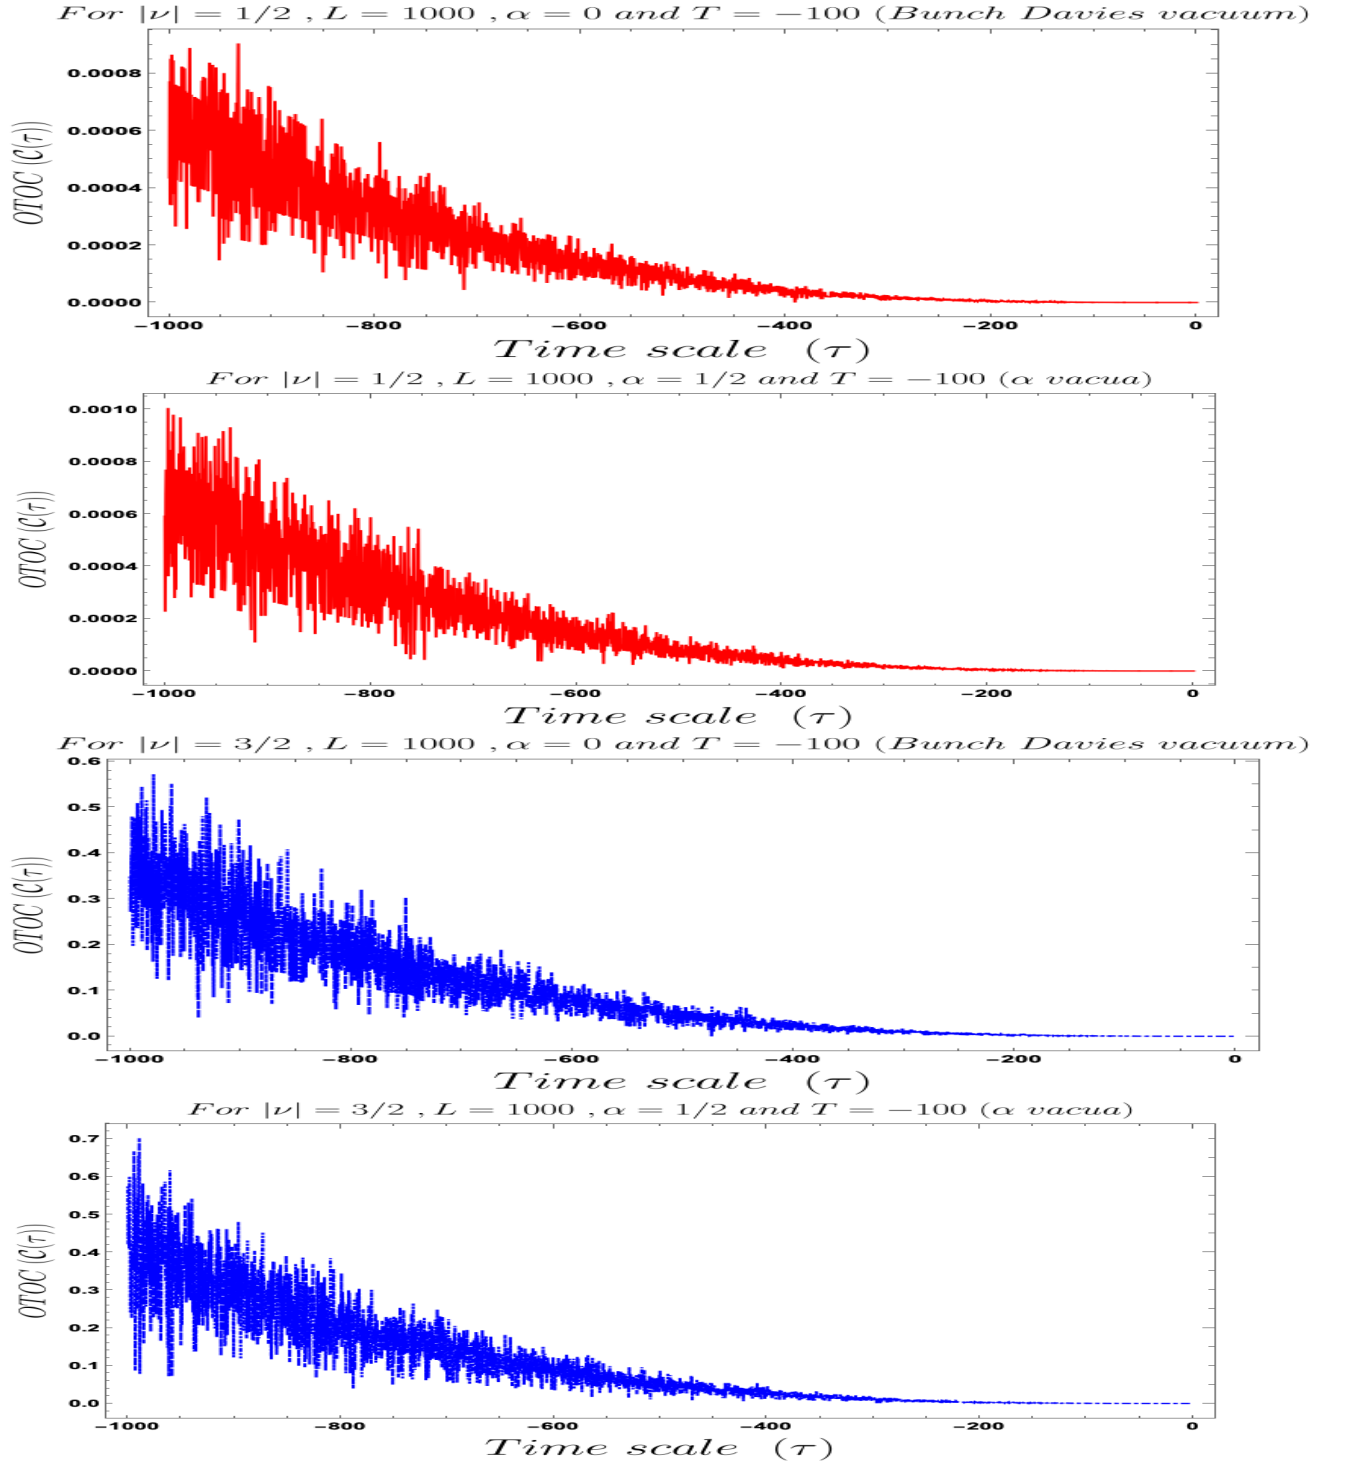 For |ν| = 1/2 , L = 1000 , α = 0 and T = −100 (Bunch Davies vacuum)
OTOC (C(τ))
0.0008
0.0006
0.0004
0.0002
0.0000
−1000 −800 −600 −400 −200 0
Time scale (τ)
For |ν| = 1/2 , L = 1000 , α = 1/2 and T = −100 (α vacua)
OTOC (C(τ))
0.0010
0.0008
0.0006
0.0004
0.0002
0.0000
−1000 −800 −600 −400 −200 0
Time scale (τ)
For |ν| = 3/2 , L = 1000 , α = 0 and T = −100 (Bunch Davies vacuum)
OTOC (C(τ))
0.6
0.5
0.4
0.3
0.2
0.1
0.0
−1000 −800 −600 −400 −200 0
Time scale (τ)
For |ν| = 3/2 , L = 1000 , α = 1/2 and T = −100 (α vacua)
OTOC (C(τ))
0.7
0.6
0.5
0.4
0.3
0.2
0.1
0.0
−1000 −800 −600 −400 −200 0
Time scale (τ)